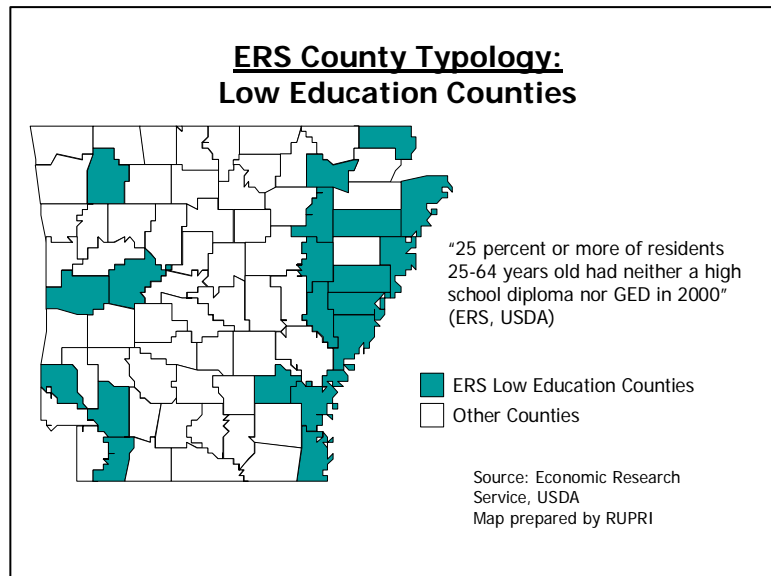 ERS County Typology:
Low Education Counties
“25 percent or more of residents
25-64 years old had neither a high
school diploma nor GED in 2000”
(ERS, USDA)
ERS Low Education Counties
Other Counties
Source: Economic Research
Service, USDA
Map prepared by RUPRI